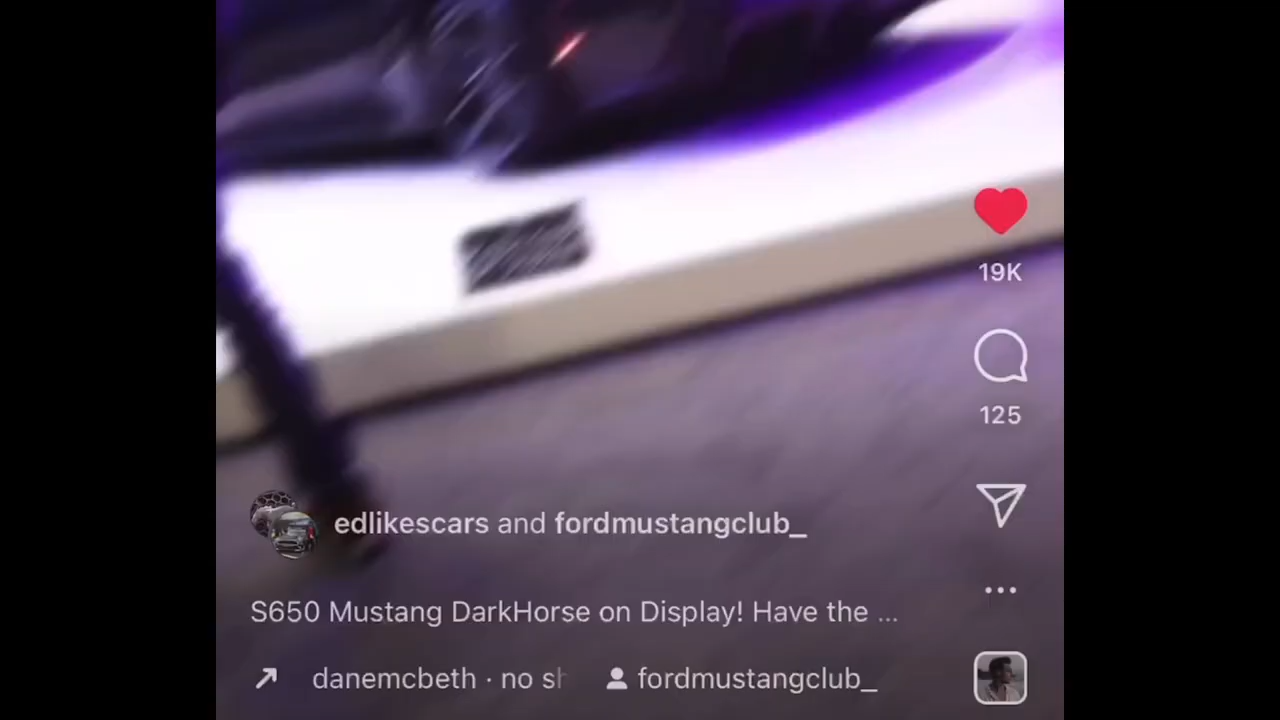 19K
125
edlikescars and fordmustangclub_
S650 Mustang DarkHorse on Display! Have the ...
danemcbeth · no sh fordmustangclub_